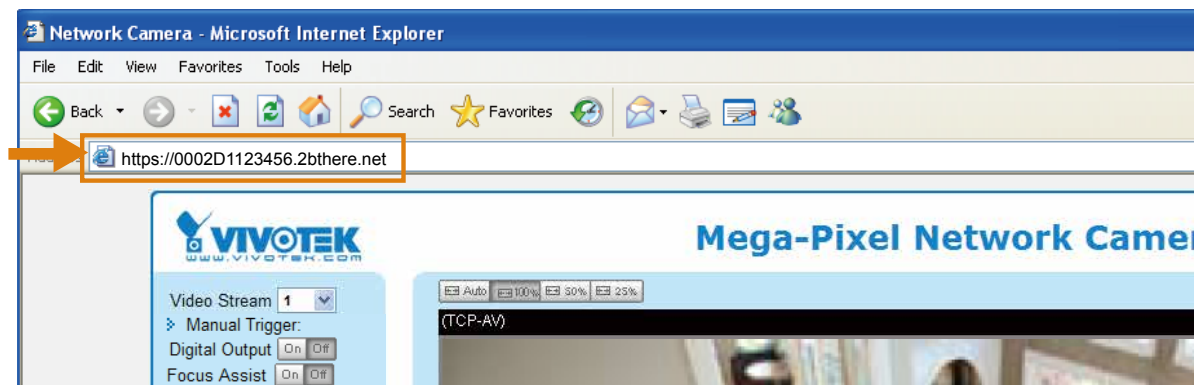 Network Camera - Microsoft Internet Explorer
File Edit View Favorites Tools Help
Back Search Favorites
https://0002D1123456.2bthere.net
VIVOTEK
www.vivotek.com
Mega-Pixel Network Camer
Auto 100% 50% 25%
(TCP-AV)
Video Stream 1
Manual Trigger:
Digital Output On Off
Focus Assist On Off